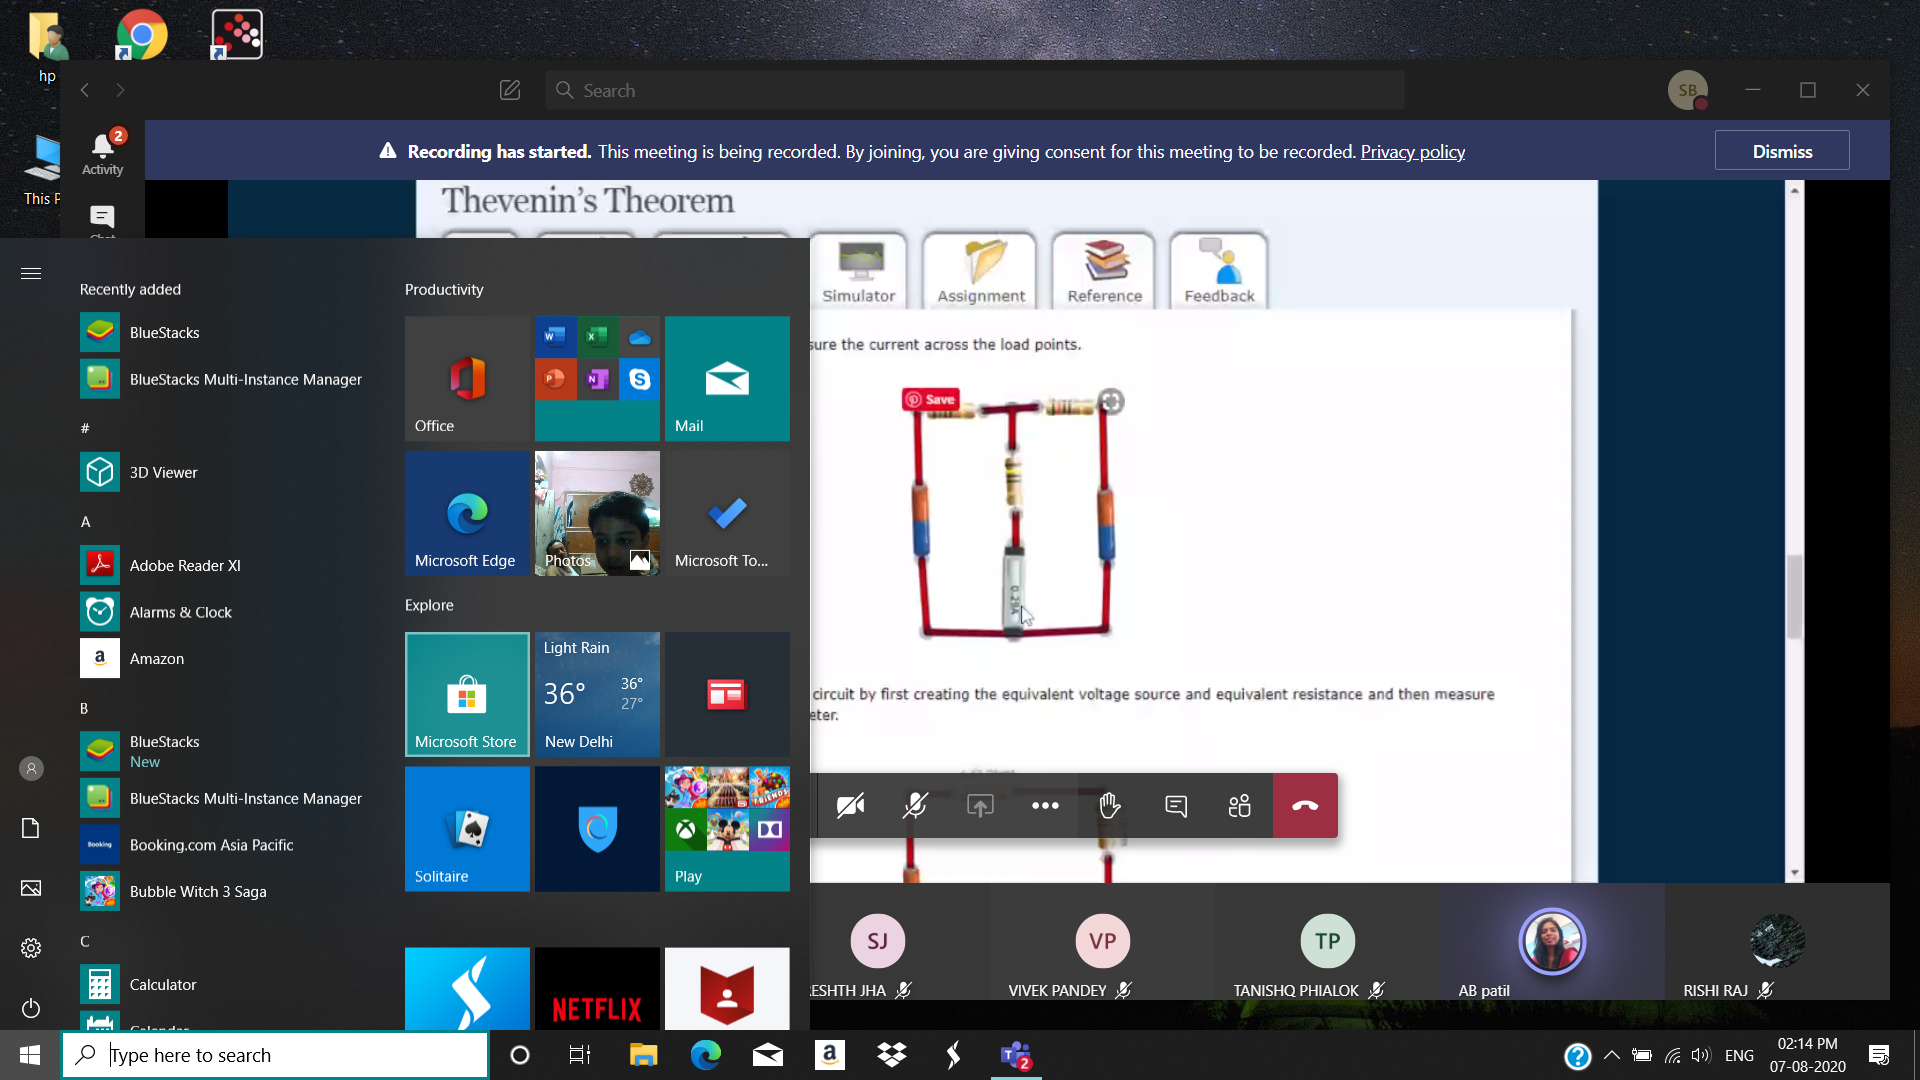 hp
This P
Search
SB
2
Activity
Recording has started. This meeting is being recorded. By joining, you are giving consent for this meeting to be recorded. Privacy policy
Dismiss
Thevenin's Theorem
Simulator
Assignment
Reference
Feedback
sure the current across the load points.
Save
0.29A
circuit by first creating the equivalent voltage source and equivalent resistance and then measure
eter.
Recently added
BlueStacks
BlueStacks Multi-Instance Manager
#
3D Viewer
A
Adobe Reader XI
Alarms & Clock
Amazon
B
BlueStacks
New
BlueStacks Multi-Instance Manager
Booking.com Asia Pacific
Bubble Witch 3 Saga
C
Calculator
Calendar
Productivity
Office
Mail
Microsoft Edge
Photos
Microsoft To...
Explore
Microsoft Store
Light Rain
36°
36°
27°
New Delhi
Solitaire
Play
NETFLIX
SJ
ESHTH JHA
VP
VIVEK PANDEY
TP
TANISHQ PHIALOK
AB patil
RISHI RAJ
Type here to search
2
ENG
02:14 PM
07-08-2020